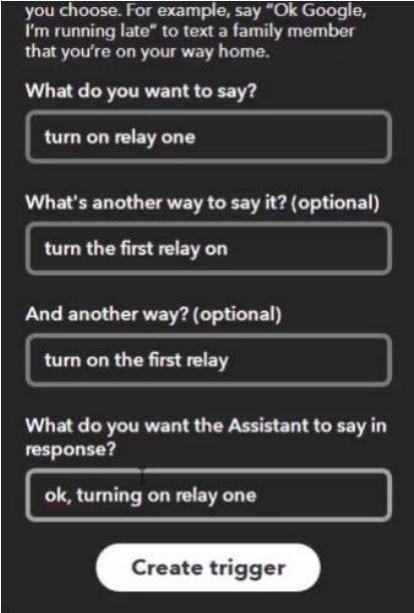 you choose. For example, say "Ok Google,
I'm running late" to text a family member
that you're on your way home.
What do you want to say?
turn on relay one
What's another way to say it? (optional)
turn the first relay on
And another way? (optional)
turn on the first relay
What do you want the Assistant to say in
response?
ok, turning on relay one
Create trigger